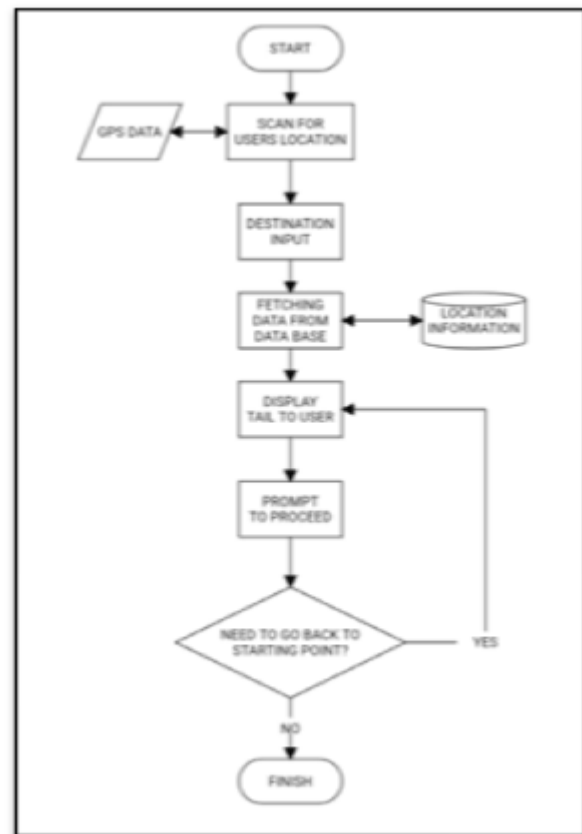 START
GPS DATA
SCAN FOR
USERS LOCATION
DESTINATION
INPUT
FETCHING
DATA FROM
DATA BASE
LOCATION
INFORMATION
DISPLAY
TAIL TO USER
PROMPT
TO PROCEED
NEED TO GO BACK TO
STARTING POINT?
YES
NO
FINISH